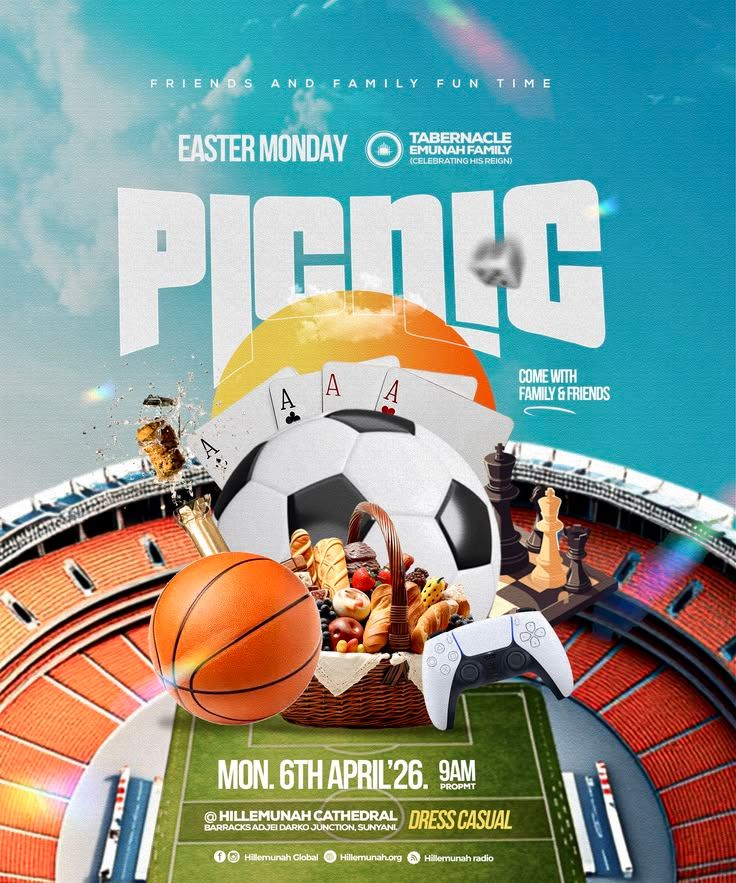 FRIENDS AND FAMILY FUN TIME
EASTER MONDAY
TABERNACLE
EMUNAH FAMILY
(CELEBRATING HIS REIGN)
PICNIC
COME WITH
FAMILY & FRIENDS
A
A
A
A
MON. 6TH APRIL'26.
9AM
PROPMT
@ HILLEMUNAH CATHEDRAL
BARRACKS ADJEI DARKO JUNCTION, SUNYANI.
DRESS CASUAL
Hillemunah Global
Hillemunah.org
Hillemunah radio